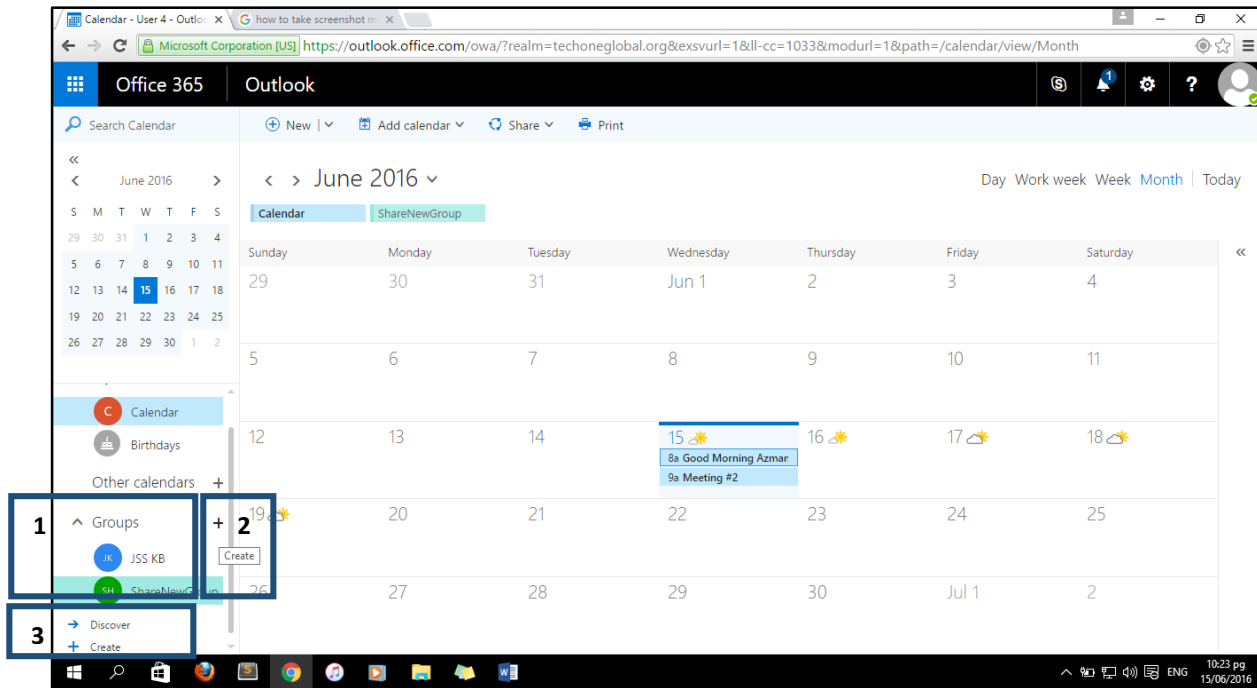 Calendar - User 4 - Outloo
how to take screenshot m
Microsoft Corporation [US] https://outlook.office.com/owa/?realm=techoneglobal.org&exsvurl=1&ll-cc=1033&modurl=1&path=/calendar/view/Month
Office 365 Outlook 1 ?
Search Calendar New Add calendar Share Print
June 2016
S M T W T F S
29 30 31 1 2 3 4
5 6 7 8 9 10 11
12 13 14 15 16 17 18
19 20 21 22 23 24 25
26 27 28 29 30 1 2
C Calendar
Birthdays
Other calendars +
1
Groups + 2
Create
JK JSS KB
SH ShareNewGroup
3
Discover
+ Create
June 2016 Day Work week Week Month Today
Calendar ShareNewGroup
Sunday Monday Tuesday Wednesday Thursday Friday Saturday
29 30 31 Jun 1 2 3 4
5 6 7 8 9 10 11
12 13 14 15 16 17 18
8a Good Morning Azman
9a Meeting #2
19 20 21 22 23 24 25
26 27 28 29 30 Jul 1 2
ENG 10:23 pg
15/06/2016